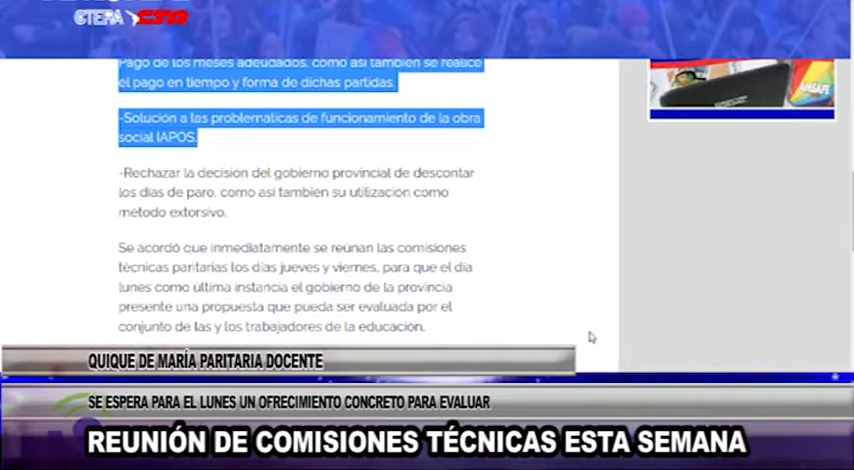 CTERA CTA
Pago de los meses adeudados, como así también se realice
el pago en tiempo y forma de dichas partidas.
-Solución a las problemáticas de funcionamiento de la obra
social IAPOS.
-Rechazar la decisión del gobierno provincial de descontar
los días de paro, como así también su utilización como
método extorsivo.
Se acordó que inmediatamente se reúnan las comisiones
técnicas paritarias los días jueves y viernes, para que el día
lunes como última instancia el gobierno de la provincia
presente una propuesta que pueda ser evaluada por el
conjunto de las y los trabajadores de la educación.
AMSAFE
QUIQUE DE MARÍA PARITARIA DOCENTE
SE ESPERA PARA EL LUNES UN OFRECIMIENTO CONCRETO PARA EVALUAR
REUNIÓN DE COMISIONES TÉCNICAS ESTA SEMANA